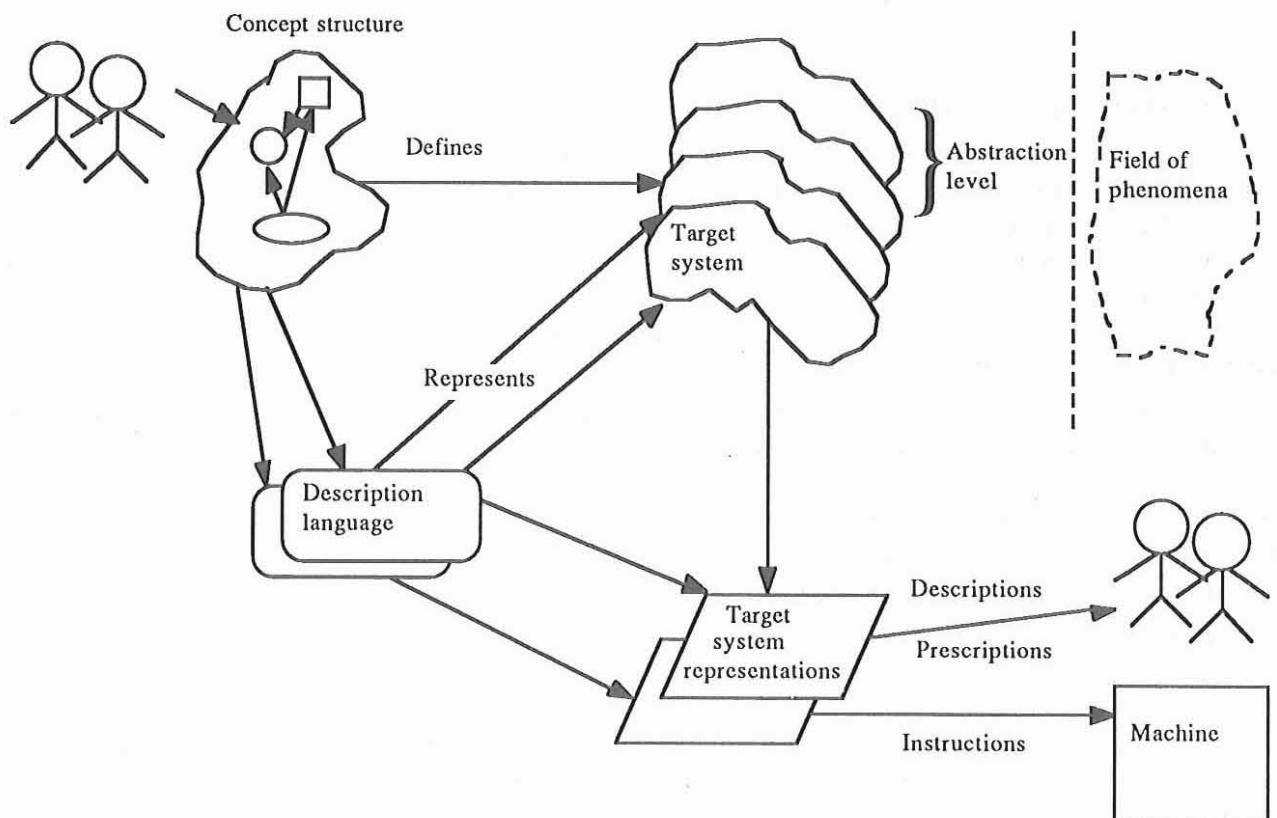 Concept structure
Defines
Abstraction
level
Field of
phenomena
Target
system
Represents
Description
language
Target
system
representations
Descriptions
Prescriptions
Instructions
Machine